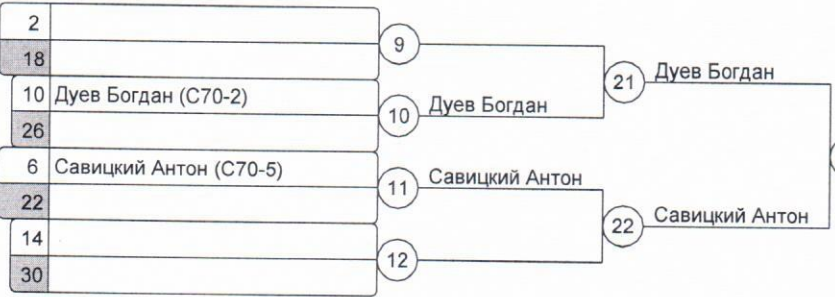 2
18
9
10 Дуев Богдан (С70-2)
26
10 Дуев Богдан
21 Дуев Богдан
6 Савицкий Антон (С70-5)
22
11 Савицкий Антон
14
30
12
22 Савицкий Антон